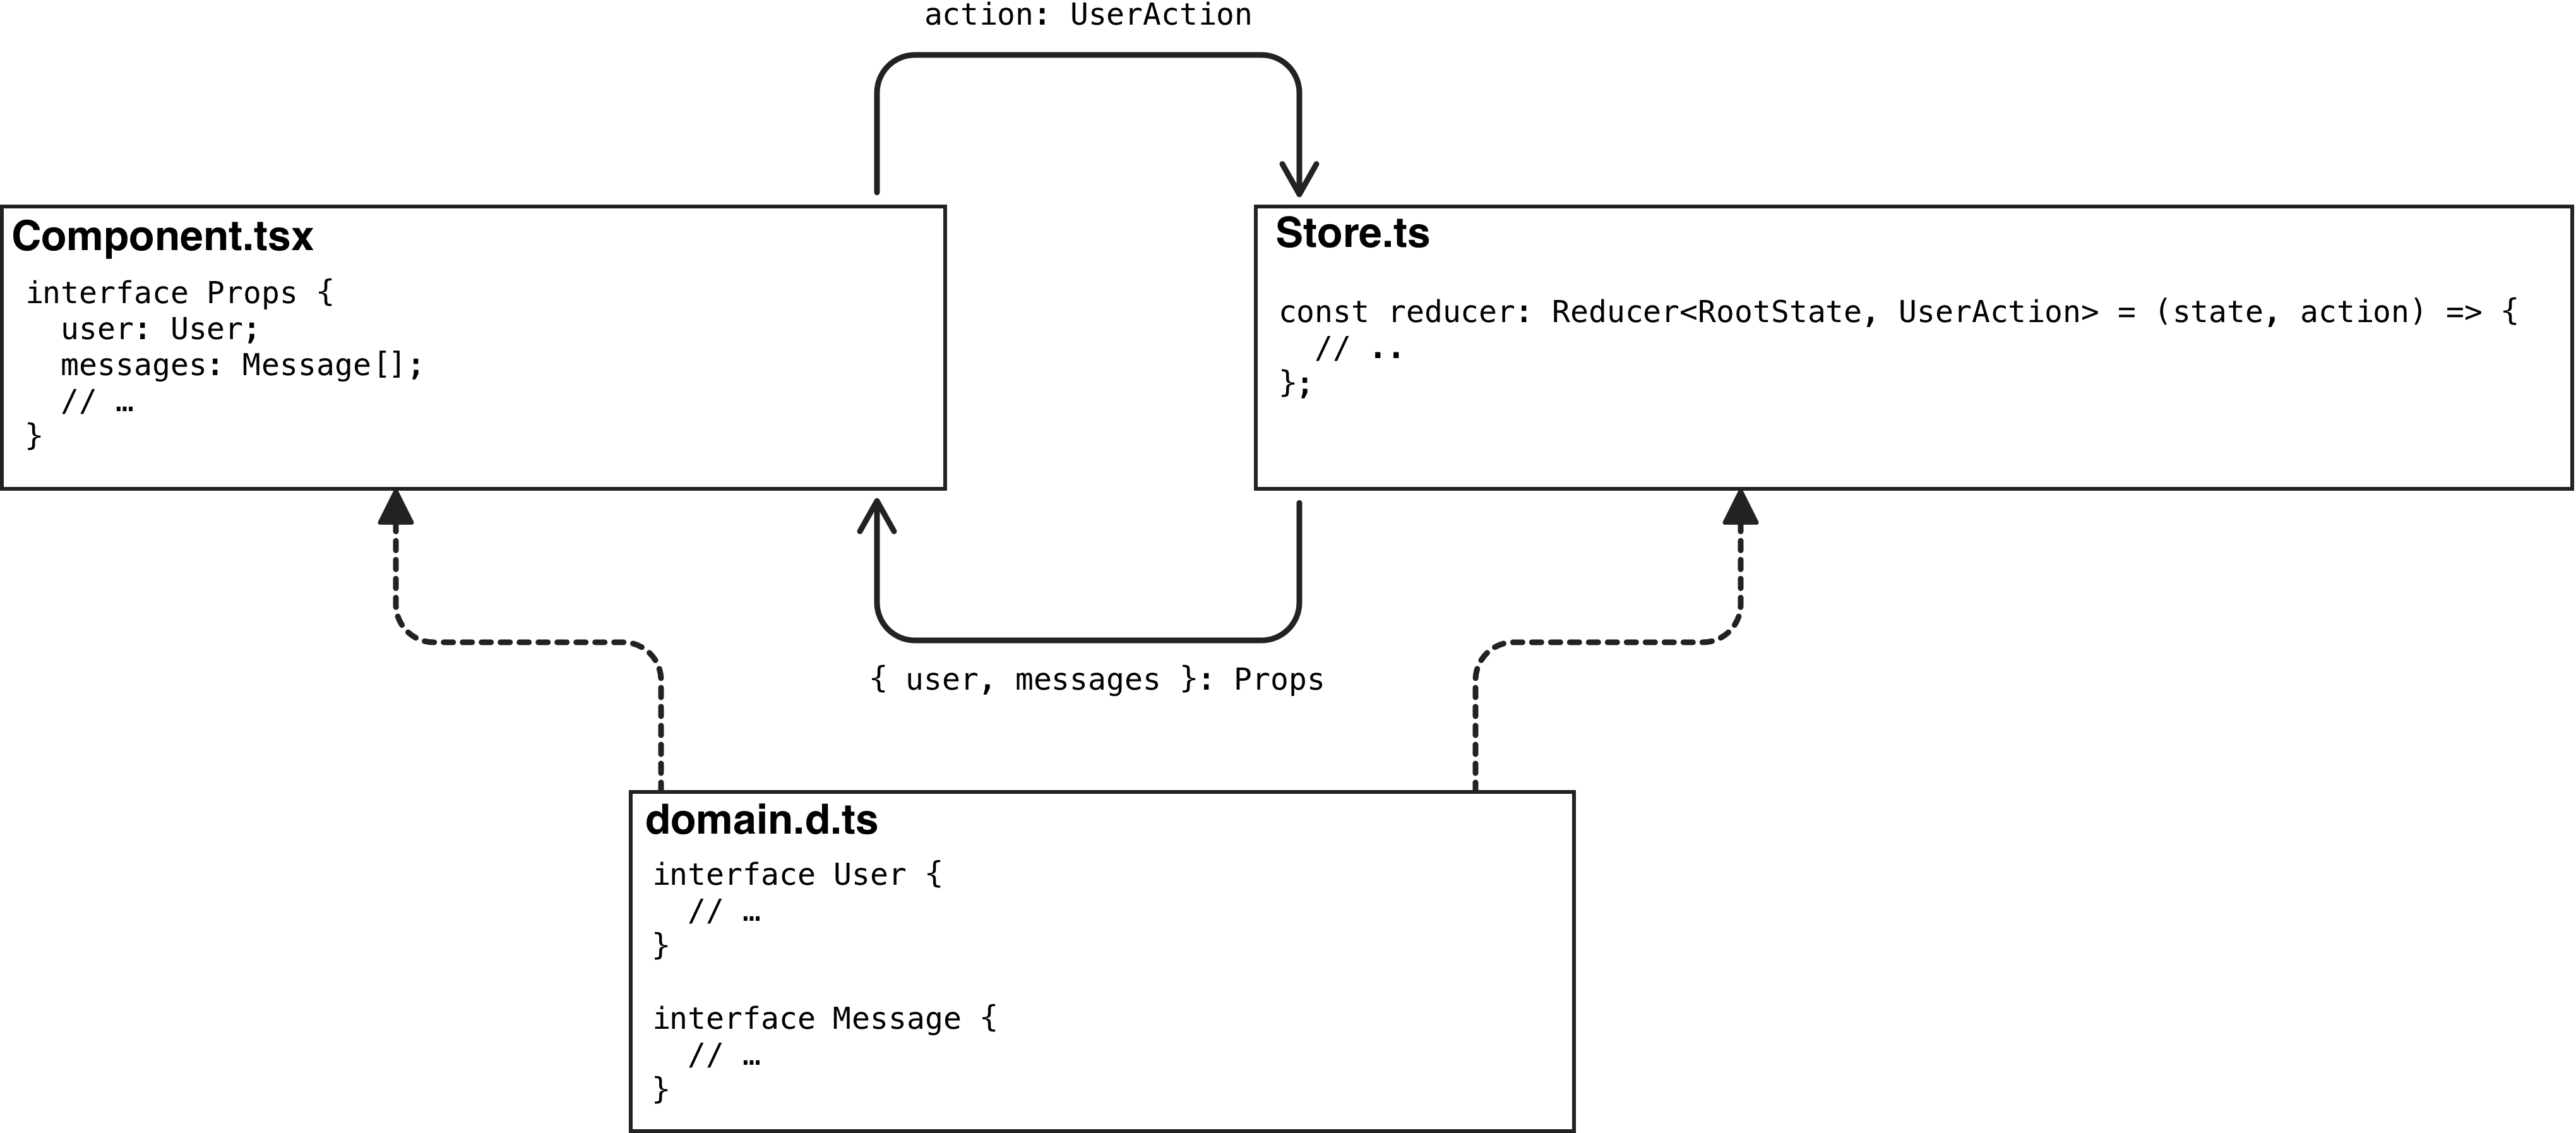 action: UserAction
Component.tsx
interface Props {
  user: User;
  messages: Message[];
  // …
}
Store.ts
const reducer: Reducer<RootState, UserAction> = (state, action) => {
  // ..
};
{ user, messages }: Props
domain.d.ts
interface User {
  // …
}
interface Message {
  // …
}